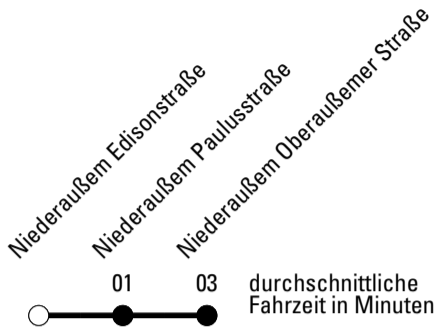 Niederaußem Edisonstraße
Niederaußem Paulusstraße
Niederaußem Oberaußemer Straße
01 03 durchschnittliche
Fahrzeit in Minuten